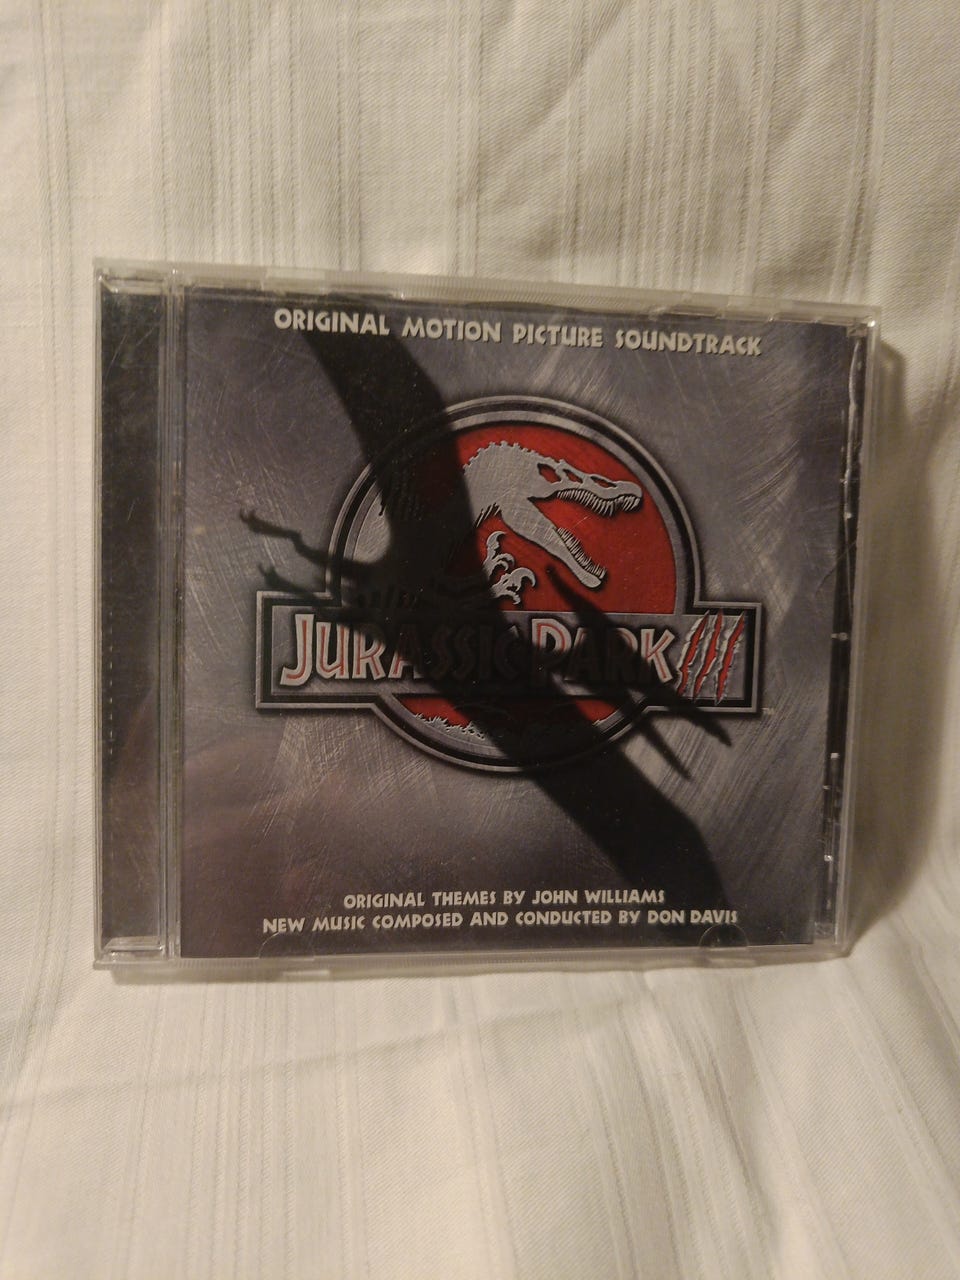 ORIGINAL MOTION PICTURE SOUNDTRACK
JURASSIC PARK III
ORIGINAL THEMES BY JOHN WILLIAMS
NEW MUSIC COMPOSED AND CONDUCTED BY DON DAVIS